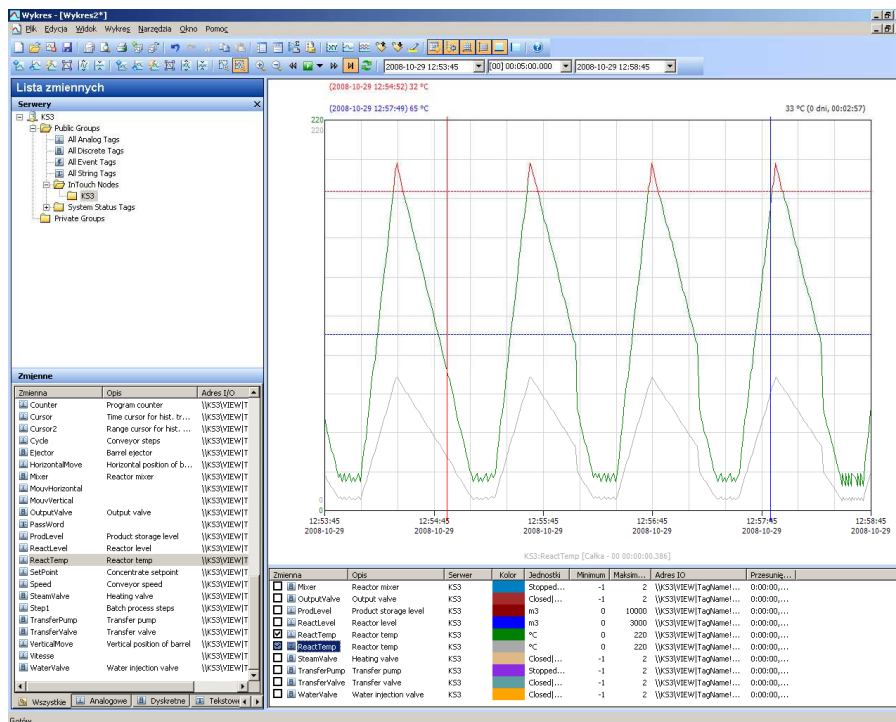 Wykres - [Wykres2*]
Plik Edycja Widok Wykres Narzędzia Okno Pomoc
2008-10-29 12:53:45 [00] 00:05:00.000 2008-10-29 12:58:45
Lista zmiennych
Serwery
KS3
Public Groups
All Analog Tags
All Discrete Tags
All Event Tags
All String Tags
InTouch Nodes
KS3
System Status Tags
Private Groups
Zmienne
Zmienna Opis Adres I/O
Counter Program counter \\KS3\VIEW|T
Cursor Time cursor for hist. tr... \\KS3\VIEW|T
Cursor2 Range cursor for hist. ... \\KS3\VIEW|T
Cycle Conveyor steps \\KS3\VIEW|T
Ejector Barrel ejector \\KS3\VIEW|T
HorizontalMove Horizontal position of b... \\KS3\VIEW|T
Mixer Reactor mixer \\KS3\VIEW|T
MouvHorizontal \\KS3\VIEW|T
MouvVertical \\KS3\VIEW|T
OutputValve Output valve \\KS3\VIEW|T
PassWord \\KS3\VIEW|T
ProdLevel Product storage level \\KS3\VIEW|T
ReactLevel Reactor level \\KS3\VIEW|T
ReactTemp Reactor temp \\KS3\VIEW|T
SetPoint Concentrate setpoint \\KS3\VIEW|T
Speed Conveyor speed \\KS3\VIEW|T
SteamValve Heating valve \\KS3\VIEW|T
Step1 Batch process steps \\KS3\VIEW|T
TransferPump Transfer pump \\KS3\VIEW|T
TransferValve Transfer valve \\KS3\VIEW|T
VerticalMove Vertical position of barrel \\KS3\VIEW|T
Vitesse \\KS3\VIEW|T
WaterValve Water injection valve \\KS3\VIEW|T
Wszystkie Analogowe Dyskretne Tekstowe
(2008-10-29 12:54:52) 32 °C
(2008-10-29 12:57:49) 65 °C 33 °C (0 dni, 00:02:57)
220
220
0
0
12:53:45 12:54:45 12:55:45 12:56:45 12:57:45 12:58:45
2008-10-29 2008-10-29 2008-10-29 2008-10-29 2008-10-29 2008-10-29
KS3:ReactTemp [Całka - 00 00:00:00.386]
Zmienna Opis Serwer Kolor Jednostki Minimum Maksim... Adres IO Przesunię...
Mixer Reactor mixer KS3 Stopped... -1 2 \\KS3\VIEW|TagName!... 0:00:00,...
OutputValve Output valve KS3 Closed|... -1 2 \\KS3\VIEW|TagName!... 0:00:00,...
ProdLevel Product storage level KS3 m3 0 10000 \\KS3\VIEW|TagName!... 0:00:00,...
ReactLevel Reactor level KS3 m3 0 3000 \\KS3\VIEW|TagName!... 0:00:00,...
ReactTemp Reactor temp KS3 °C 0 220 \\KS3\VIEW|TagName!... 0:00:00,...
ReactTemp Reactor temp KS3 °C 0 220 \\KS3\VIEW|TagName!... 0:00:00,...
SteamValve Heating valve KS3 Closed|... -1 2 \\KS3\VIEW|TagName!... 0:00:00,...
TransferPump Transfer pump KS3 Stopped... -1 2 \\KS3\VIEW|TagName!... 0:00:00,...
TransferValve Transfer valve KS3 Closed|... -1 2 \\KS3\VIEW|TagName!... 0:00:00,...
WaterValve Water injection valve KS3 Closed|... -1 2 \\KS3\VIEW|TagName!... 0:00:00,...